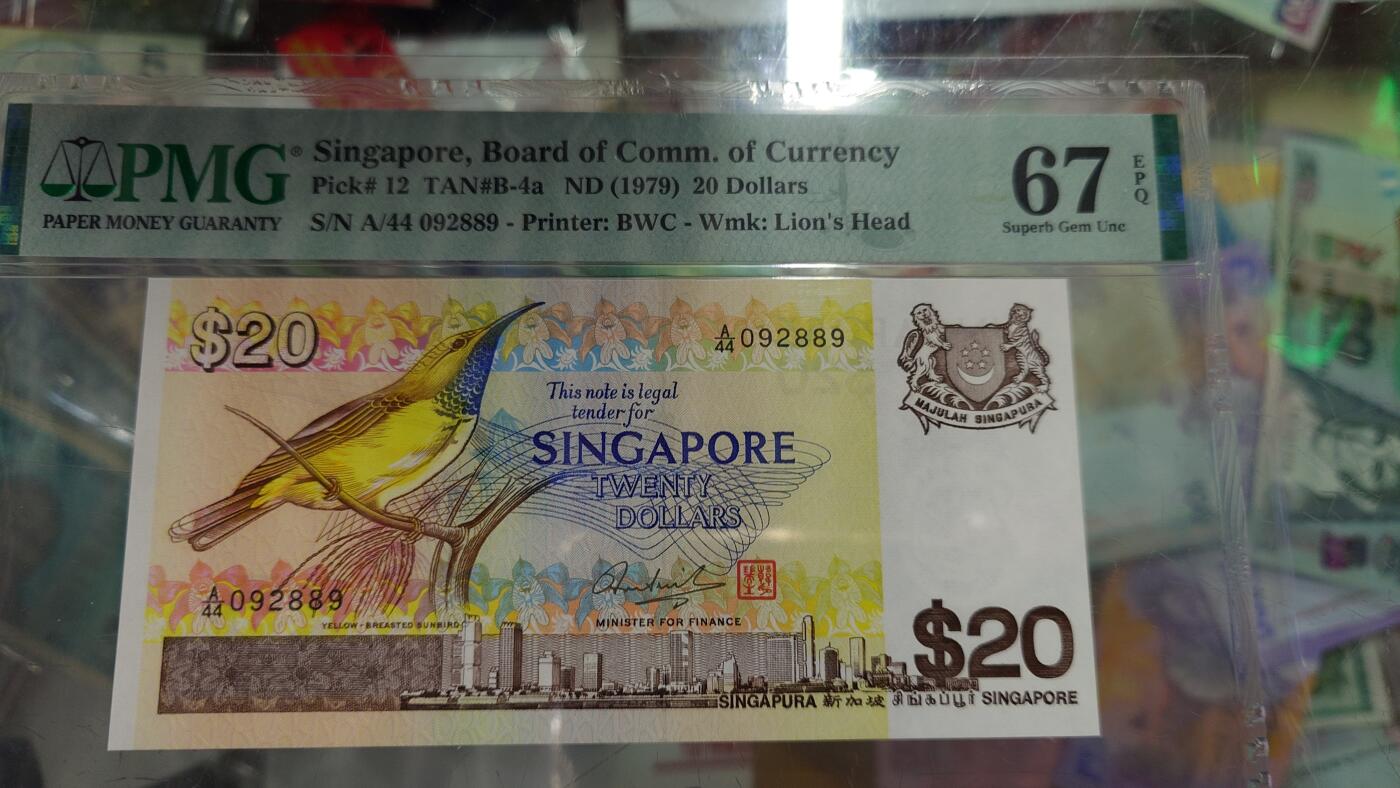 PMG®
PAPER MONEY GUARANTY
Singapore, Board of Comm. of Currency
Pick# 12 TAN#B-4a ND (1979) 20 Dollars
S/N A/44 092889 - Printer: BWC - Wmk: Lion's Head
67
EPQ
Superb Gem Unc
$20
A/44 092889
This note is legal
tender for
SINGAPORE
TWENTY
DOLLARS
MAJULAH SINGAPURA
A/44 092889
YELLOW-BREASTED SUNBIRD
MINISTER FOR FINANCE
$20
SINGAPURA 新加坡 சிங்கப்பூர் SINGAPORE